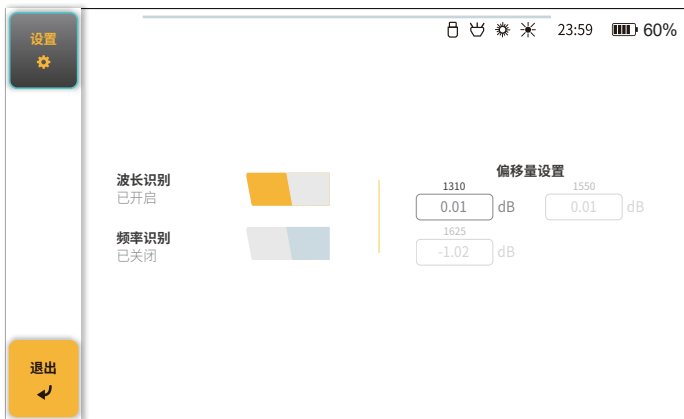 设置
23:59
60%
波长识别
已开启
频率识别
已关闭
偏移量设置
1310
1550
0.01 dB
0.01 dB
1625
-1.02 dB
退出